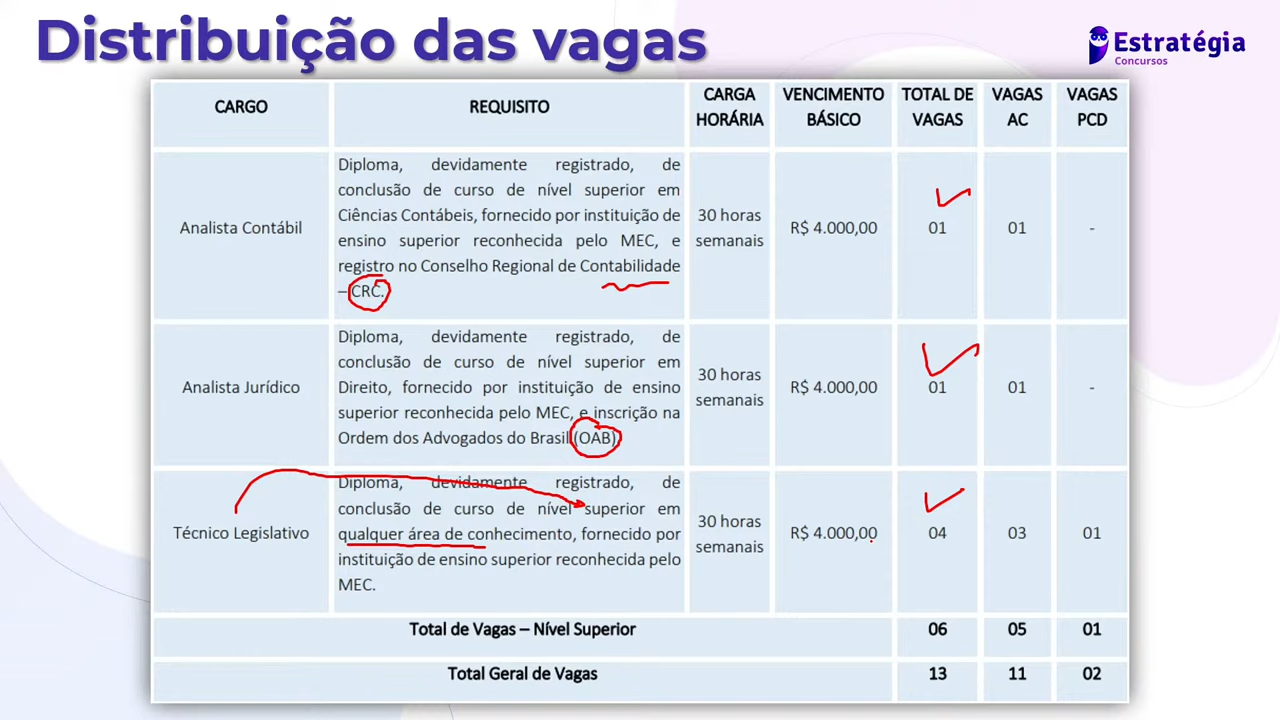 Distribuição das vagas
Estratégia
Concursos
CARGO
REQUISITO
CARGA
HORÁRIA
VENCIMENTO
BÁSICO
TOTAL DE
VAGAS
VAGAS
AC
VAGAS
PCD
Analista Contábil
Diploma, devidamente registrado, de
conclusão de curso de nível superior em
Ciências Contábeis, fornecido por instituição de
ensino superior reconhecida pelo MEC, e
registro no Conselho Regional de Contabilidade
– CRC.
30 horas
semanais
R$ 4.000,00
01
01
-
Analista Jurídico
Diploma, devidamente registrado, de
conclusão de curso de nível superior em
Direito, fornecido por instituição de ensino
superior reconhecida pelo MEC, e inscrição na
Ordem dos Advogados do Brasil (OAB)
30 horas
semanais
R$ 4.000,00
01
01
-
Técnico Legislativo
Diploma, devidamente registrado, de
conclusão de curso de nível superior em
qualquer área de conhecimento, fornecido por
instituição de ensino superior reconhecida pelo
MEC.
30 horas
semanais
R$ 4.000,00
04
03
01
Total de Vagas – Nível Superior
06
05
01
Total Geral de Vagas
13
11
02